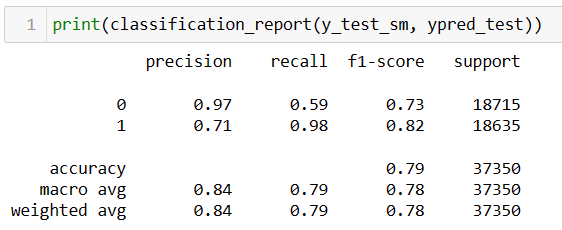 1 print(classification_report(y_test_sm, ypred_test))
precision recall f1-score support
0 0.97 0.59 0.73 18715
1 0.71 0.98 0.82 18635
accuracy 0.79 37350
macro avg 0.84 0.79 0.78 37350
weighted avg 0.84 0.79 0.78 37350